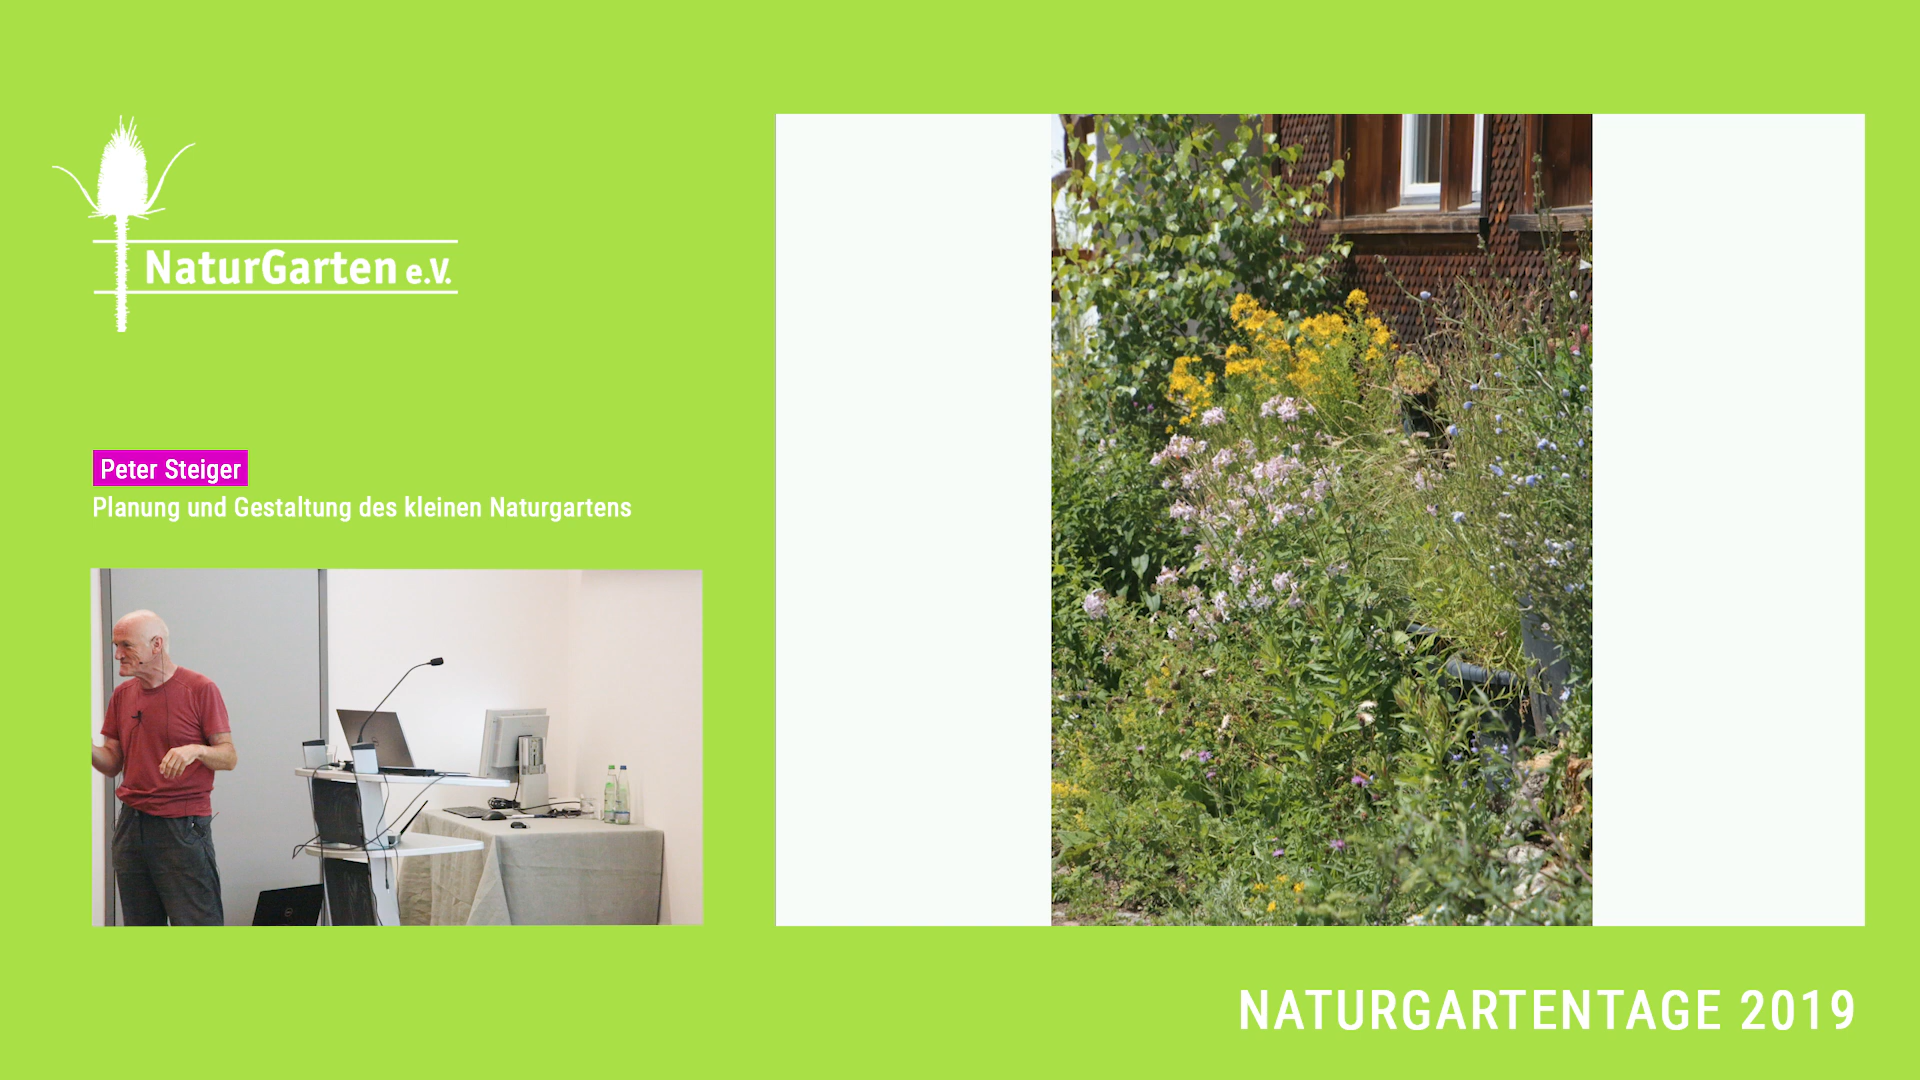 NaturGarten e.V.
Peter Steiger
Planung und Gestaltung des kleinen Naturgartens
NATURGARTENTAGE 2019